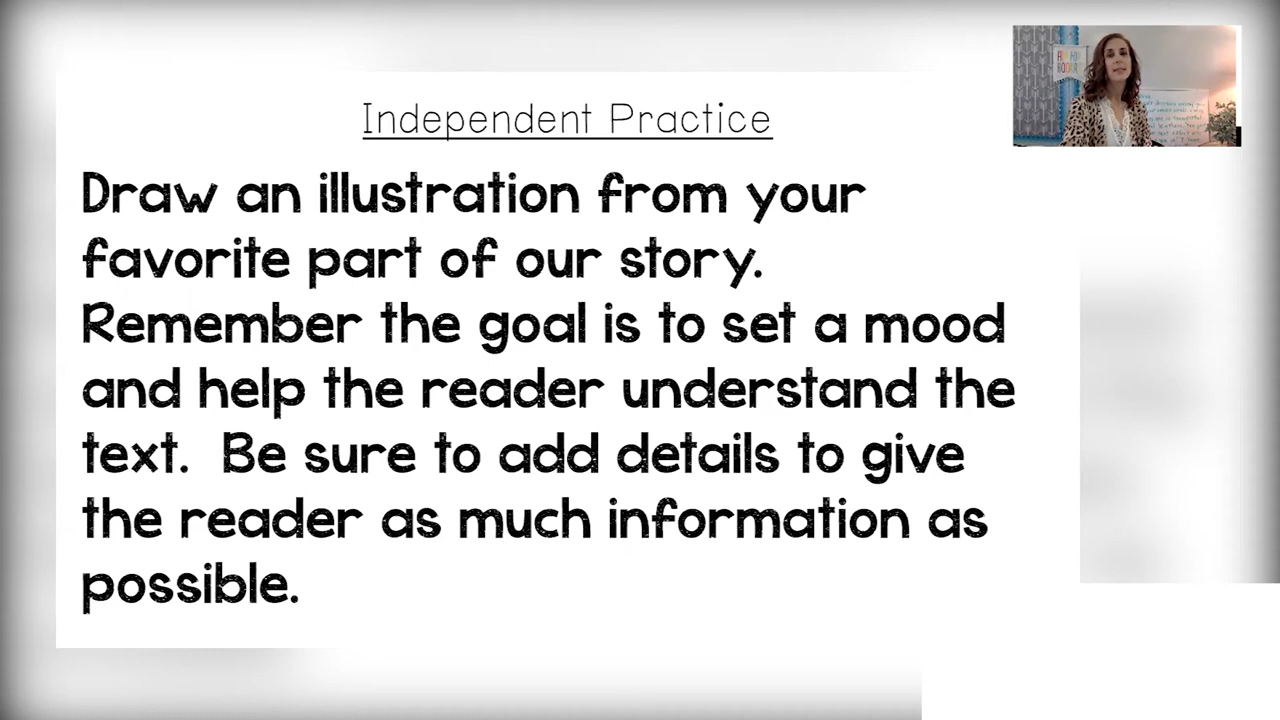 Independent Practice
Draw an illustration from your
favorite part of our story.
Remember the goal is to set a mood
and help the reader understand the
text. Be sure to add details to give
the reader as much information as
possible.